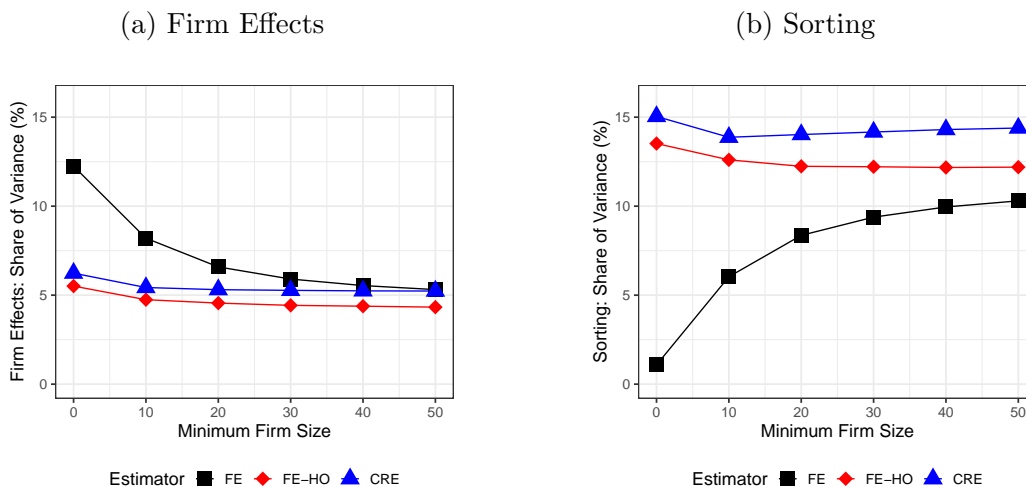 (a) Firm Effects
Firm Effects: Share of Variance (%)
15
10
5
0
0 10 20 30 40 50
Minimum Firm Size
Estimator FE FE−HO CRE
(b) Sorting
Sorting: Share of Variance (%)
15
10
5
0
0 10 20 30 40 50
Minimum Firm Size
Estimator FE FE−HO CRE